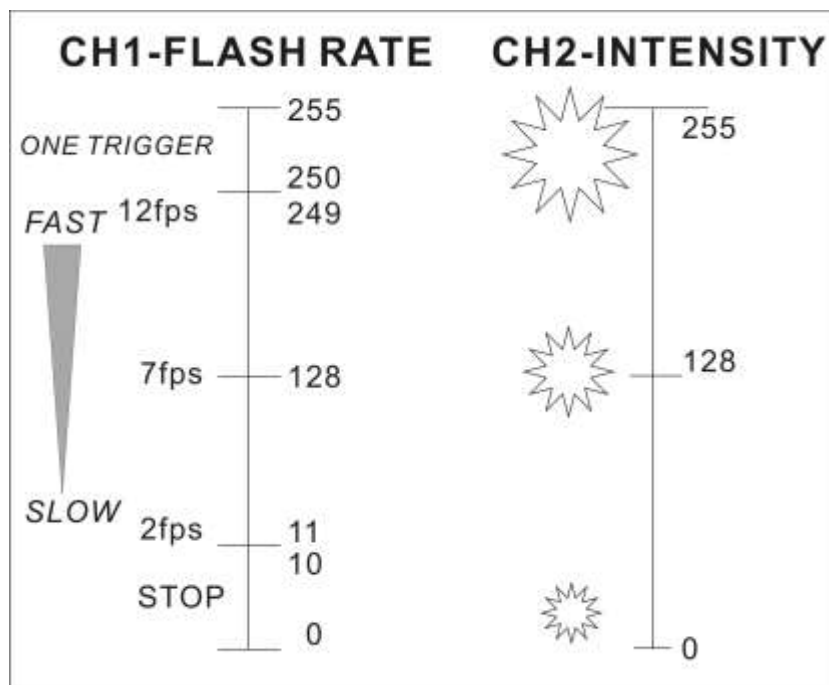 CH1-FLASH RATE
255
ONE TRIGGER
250
FAST 12fps 249
7fps 128
SLOW
2fps 11
10
STOP
0
CH2-INTENSITY
255
128
0